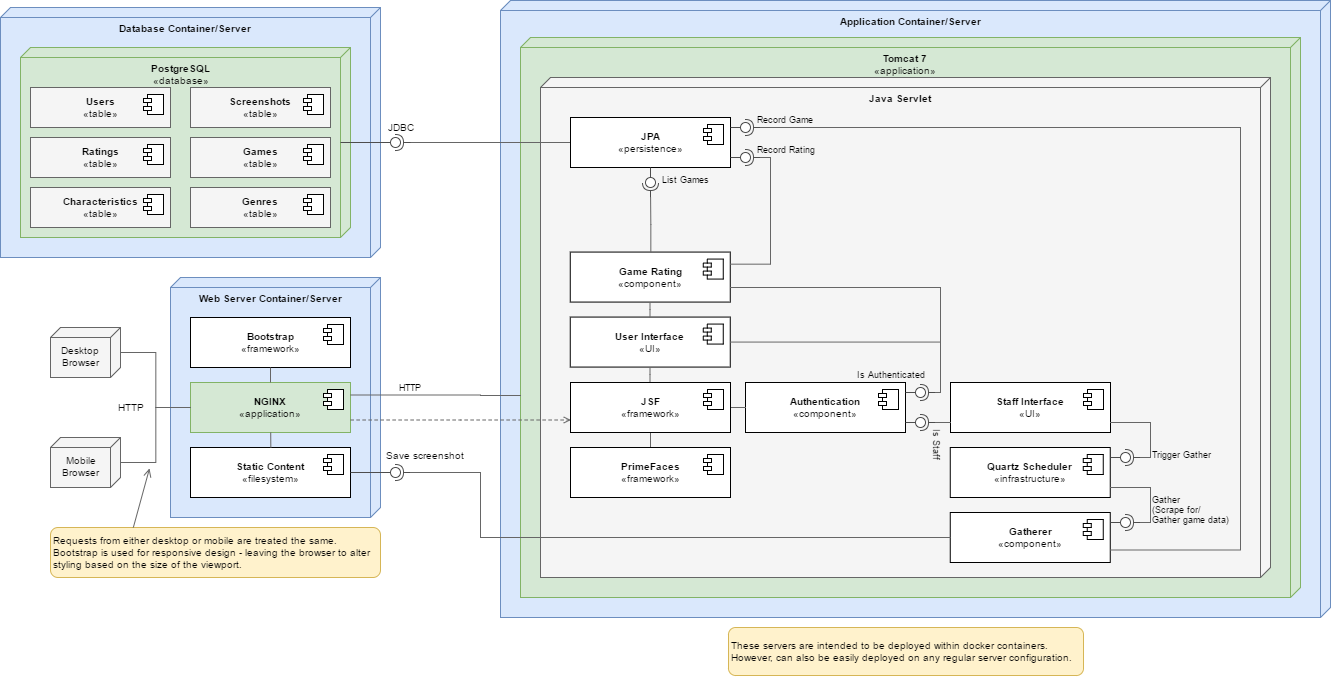 Database Container/Server
PostgreSQL
«database»
Users
«table»
Screenshots
«table»
Ratings
«table»
Games
«table»
Characteristics
«table»
Genres
«table»
JDBC
Application Container/Server
Tomcat 7
«application»
Java Servlet
JPA
«persistence»
Record Game
Record Rating
List Games
Game Rating
«component»
User Interface
«UI»
JSF
«framework»
PrimeFaces
«framework»
Is Authenticated
Authentication
«component»
Is Staff
Staff Interface
«UI»
Trigger Gather
Quartz Scheduler
«infrastructure»
Gather
(Scrape for/
Gather game data)
Gatherer
«component»
Web Server Container/Server
Bootstrap
«framework»
NGINX
«application»
Static Content
«filesystem»
HTTP
Save screenshot
Desktop
Browser
HTTP
Mobile
Browser
Requests from either desktop or mobile are treated the same.
Bootstrap is used for responsive design - leaving the browser to alter
styling based on the size of the viewport.
These servers are intended to be deployed within docker containers.
However, can also be easily deployed on any regular server configuration.